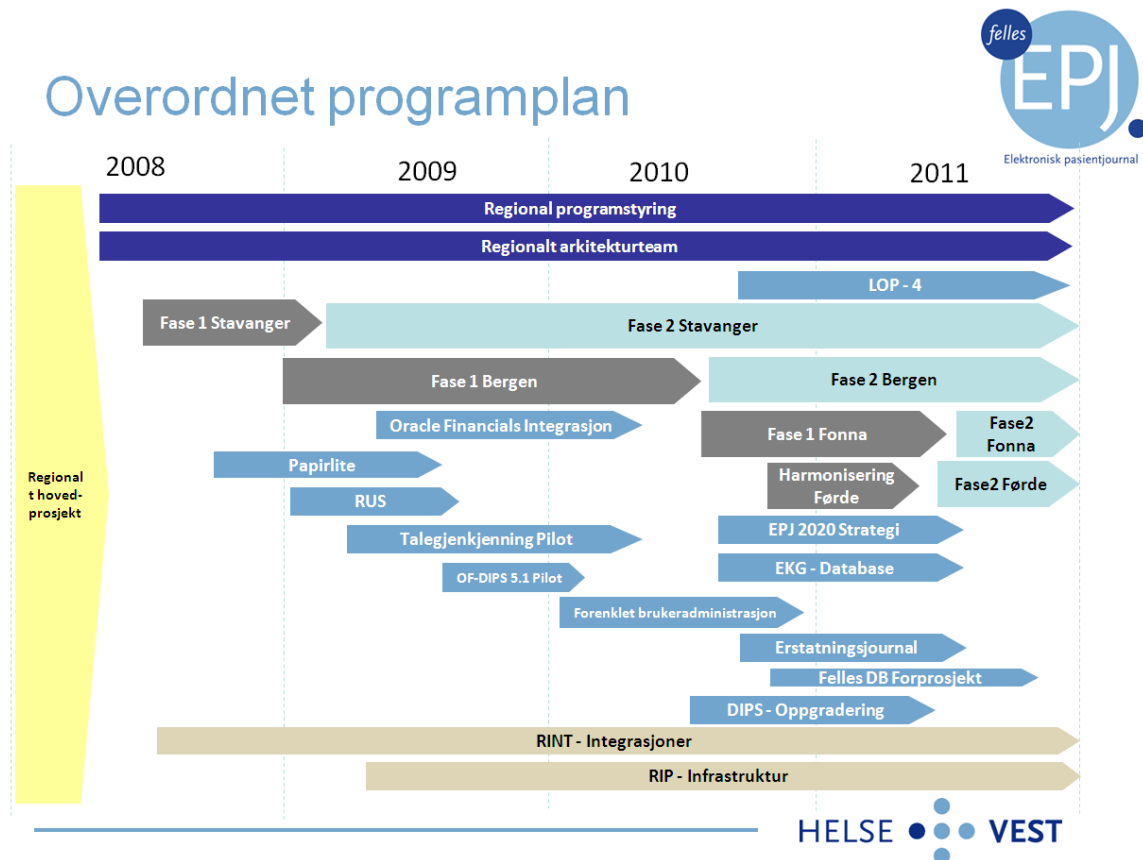 felles
EPJ.
Elektronisk pasientjournal
Overordnet programplan
2008
2009
2010
2011
Regional programstyring
Regionalt arkitekturteam
LOP - 4
Fase 1 Stavanger
Fase 2 Stavanger
Fase 1 Bergen
Fase 2 Bergen
Oracle Financials Integrasjon
Fase 1 Fonna
Fase2
Fonna
Papirlite
Harmonisering
Førde
Fase2 Førde
Regional
t hoved-
prosjekt
RUS
Talegjenkjenning Pilot
EPJ 2020 Strategi
OF-DIPS 5.1 Pilot
EKG - Database
Forenklet brukeradministrasjon
Erstatningsjournal
Felles DB Forprosjekt
DIPS - Oppgradering
RINT - Integrasjoner
RIP - Infrastruktur
HELSE VEST